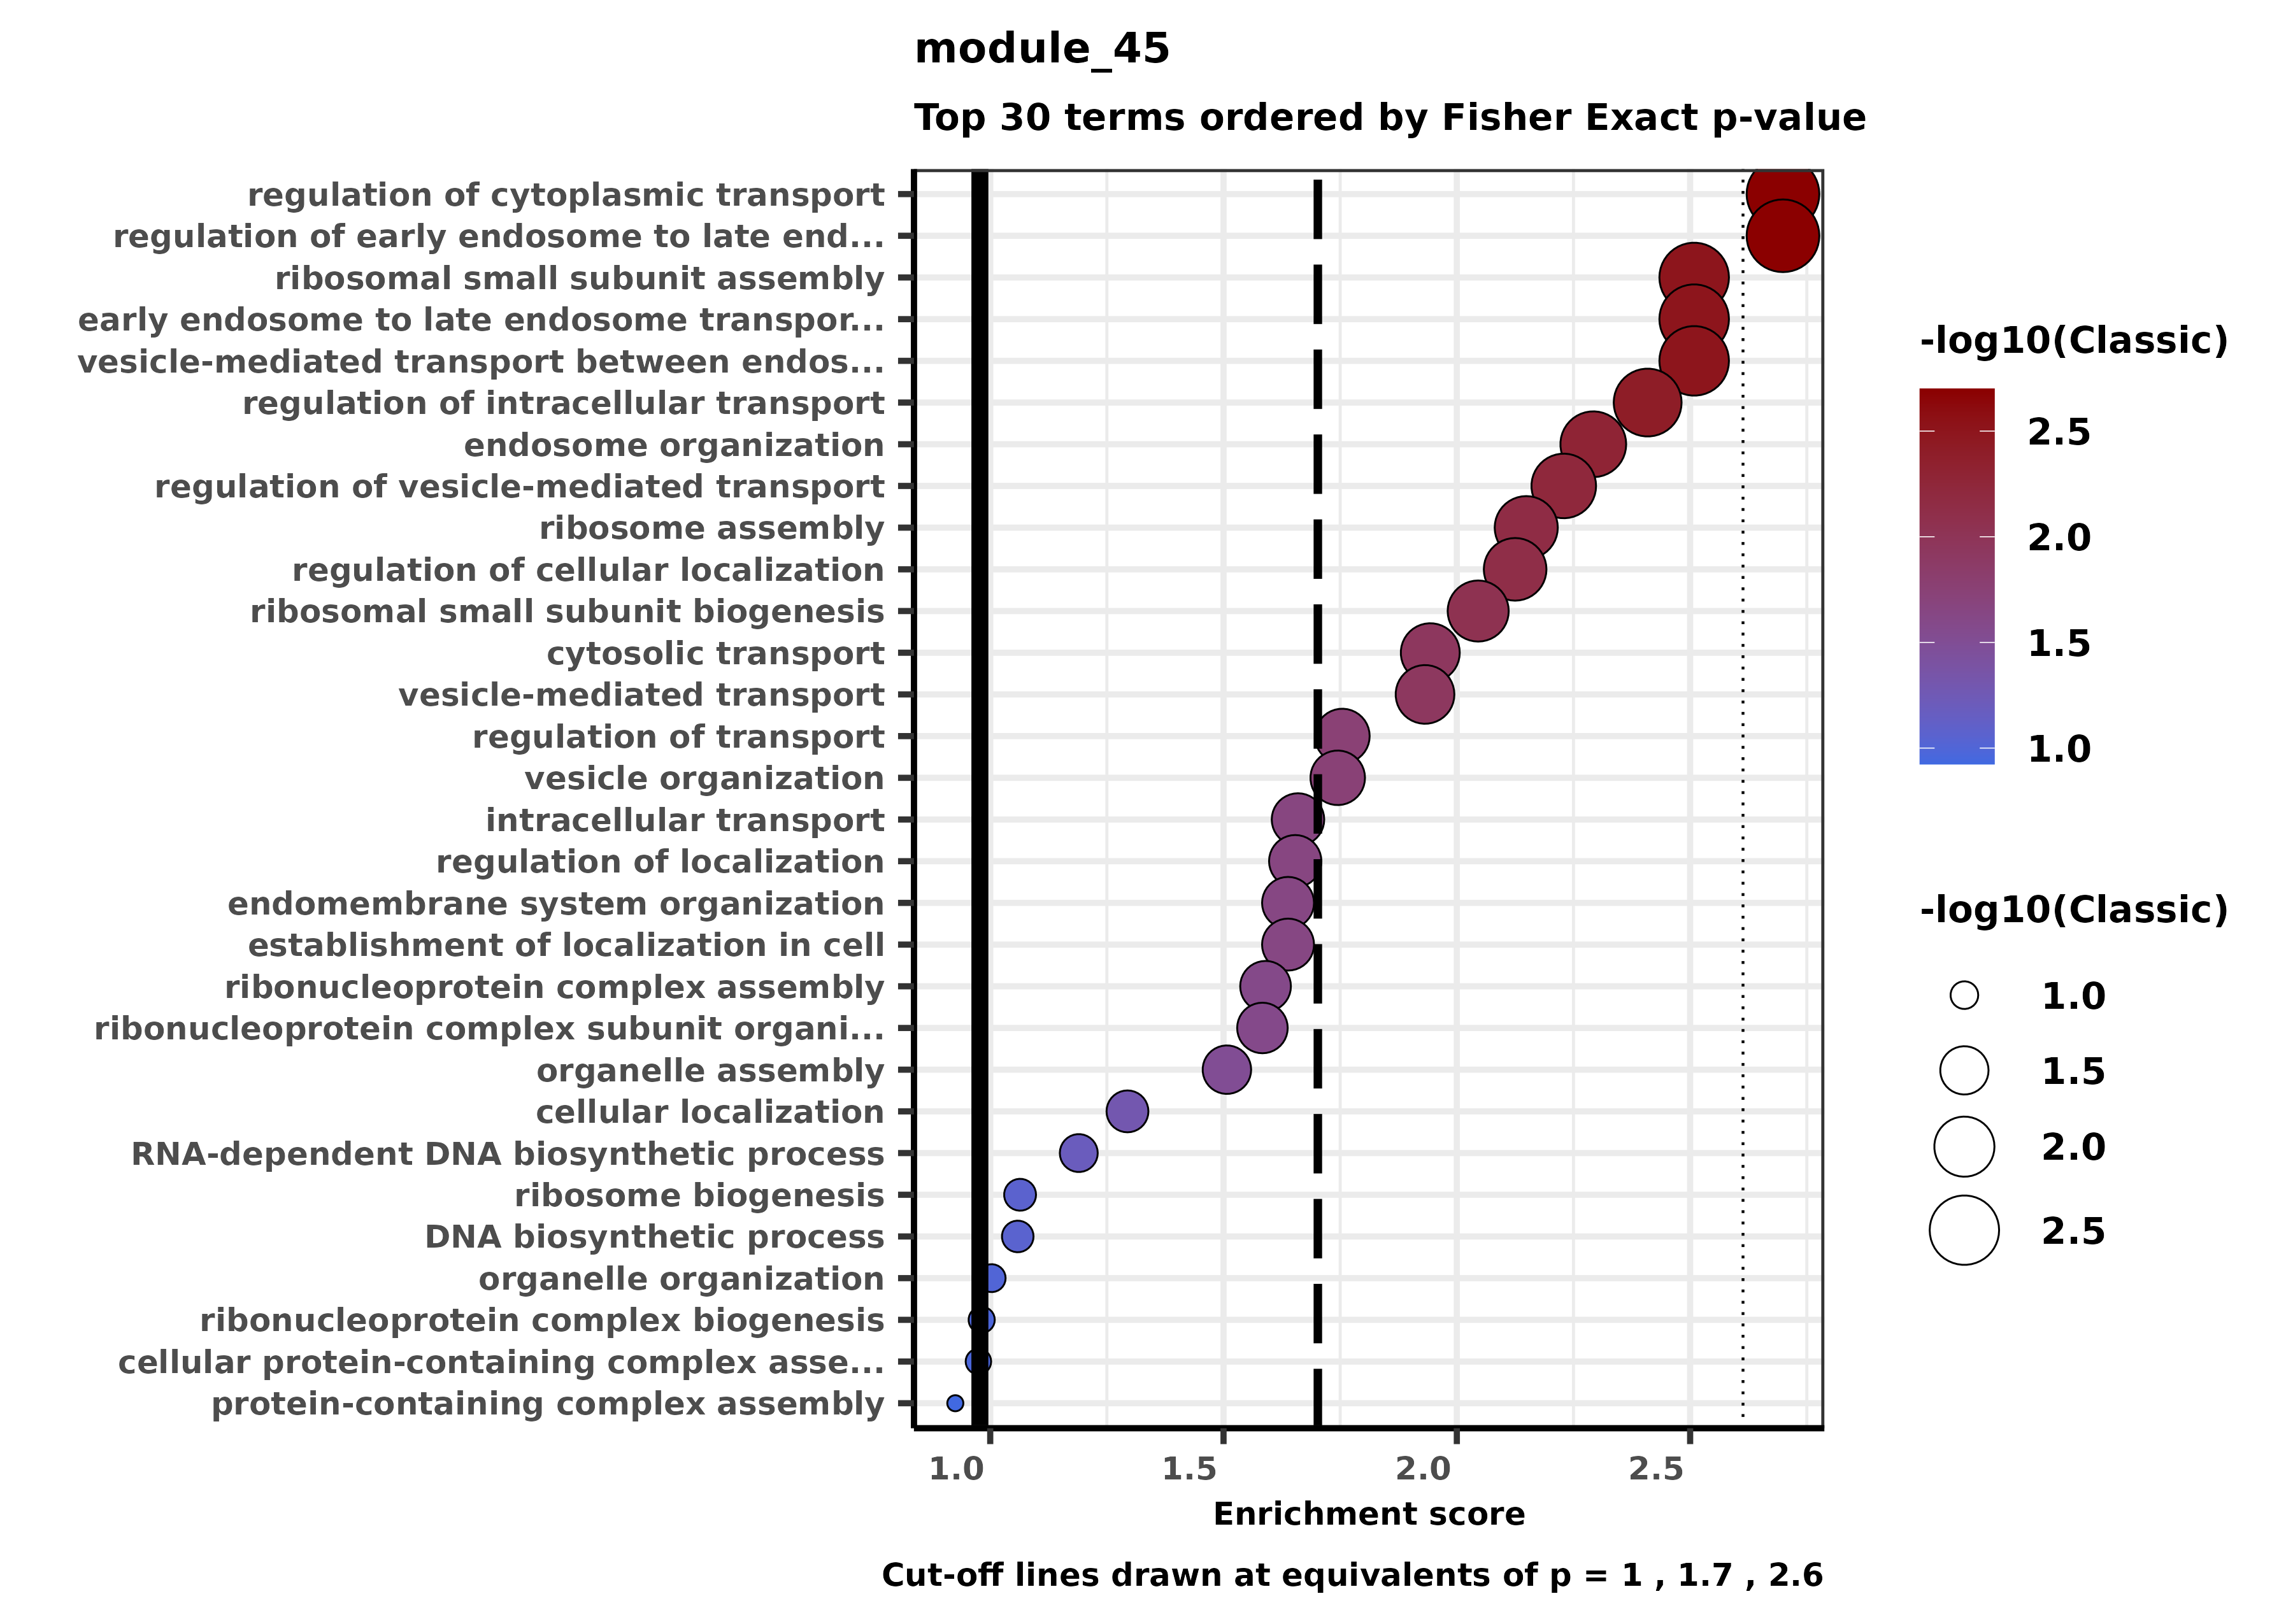 module_45
Top 30 terms ordered by Fisher Exact p-value
regulation of cytoplasmic transport
regulation of early endosome to late end...
ribosomal small subunit assembly
early endosome to late endosome transpor...
vesicle-mediated transport between endos...
regulation of intracellular transport
endosome organization
regulation of vesicle-mediated transport
ribosome assembly
regulation of cellular localization
ribosomal small subunit biogenesis
cytosolic transport
vesicle-mediated transport
regulation of transport
vesicle organization
intracellular transport
regulation of localization
endomembrane system organization
establishment of localization in cell
ribonucleoprotein complex assembly
ribonucleoprotein complex subunit organi...
organelle assembly
cellular localization
RNA-dependent DNA biosynthetic process
ribosome biogenesis
DNA biosynthetic process
organelle organization
ribonucleoprotein complex biogenesis
cellular protein-containing complex asse...
protein-containing complex assembly
1.0 1.5 2.0 2.5
Enrichment score
Cut-off lines drawn at equivalents of p = 1 , 1.7 , 2.6
-log10(Classic)
2.5
2.0
1.5
1.0
-log10(Classic)
1.0
1.5
2.0
2.5